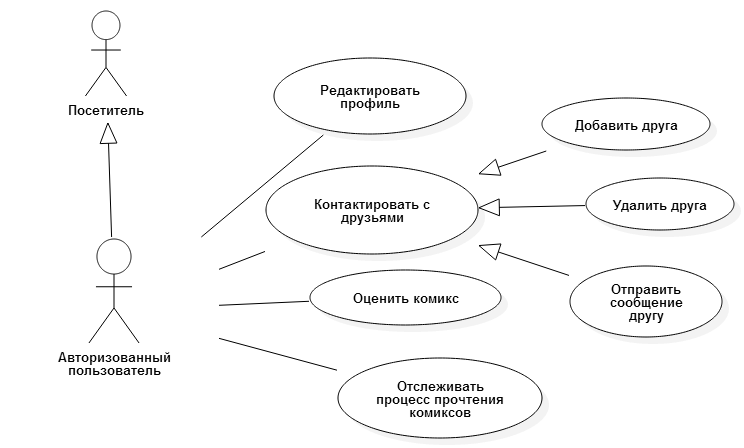 Посетитель
Редактировать
профиль
Добавить друга
Контактировать с
друзьями
Удалить друга
Оценить комикс
Отправить
сообщение
другу
Авторизованный
пользователь
Отслеживать
процесс прочтения
комиксов